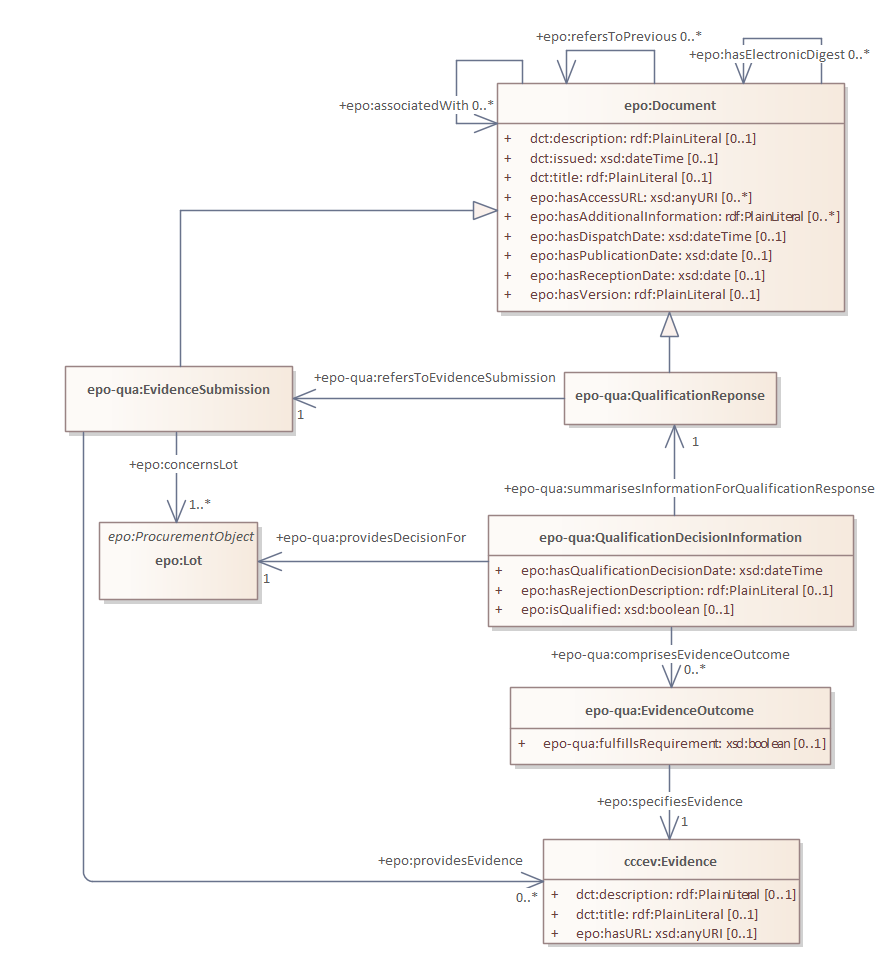 +epo:refersToPrevious 0..*
+epo:hasElectronicDigest 0..*
+epo:associatedWith 0..*
epo:Document
+ dct:description: rdf:PlainLiteral [0..1]
+ dct:issued: xsd:dateTime [0..1]
+ dct:title: rdf:PlainLiteral [0..1]
+ epo:hasAccessURL: xsd:anyURI [0..*]
+ epo:hasAdditionalInformation: rdf:PlainLiteral [0..*]
+ epo:hasDispatchDate: xsd:dateTime [0..1]
+ epo:hasPublicationDate: xsd:date [0..1]
+ epo:hasReceptionDate: xsd:date [0..1]
+ epo:hasVersion: rdf:PlainLiteral [0..1]
epo-qua:EvidenceSubmission
+epo-qua:refersToEvidenceSubmission
1
epo-qua:QualificationReponse
1
+epo:concernsLot
1..*
+epo-qua:summarisesInformationForQualificationResponse
epo:ProcurementObject
epo:Lot
+epo-qua:providesDecisionFor
1
epo-qua:QualificationDecisionInformation
+ epo:hasQualificationDecisionDate: xsd:dateTime
+ epo:hasRejectionDescription: rdf:PlainLiteral [0..1]
+ epo:isQualified: xsd:boolean [0..1]
+epo-qua:comprisesEvidenceOutcome
0..*
epo-qua:EvidenceOutcome
+ epo-qua:fulfillsRequirement: xsd:boolean [0..1]
+epo:specifiesEvidence
1
+epo:providesEvidence
0..*
cccev:Evidence
+ dct:description: rdf:PlainLiteral [0..1]
+ dct:title: rdf:PlainLiteral [0..1]
+ epo:hasURL: xsd:anyURI [0..1]